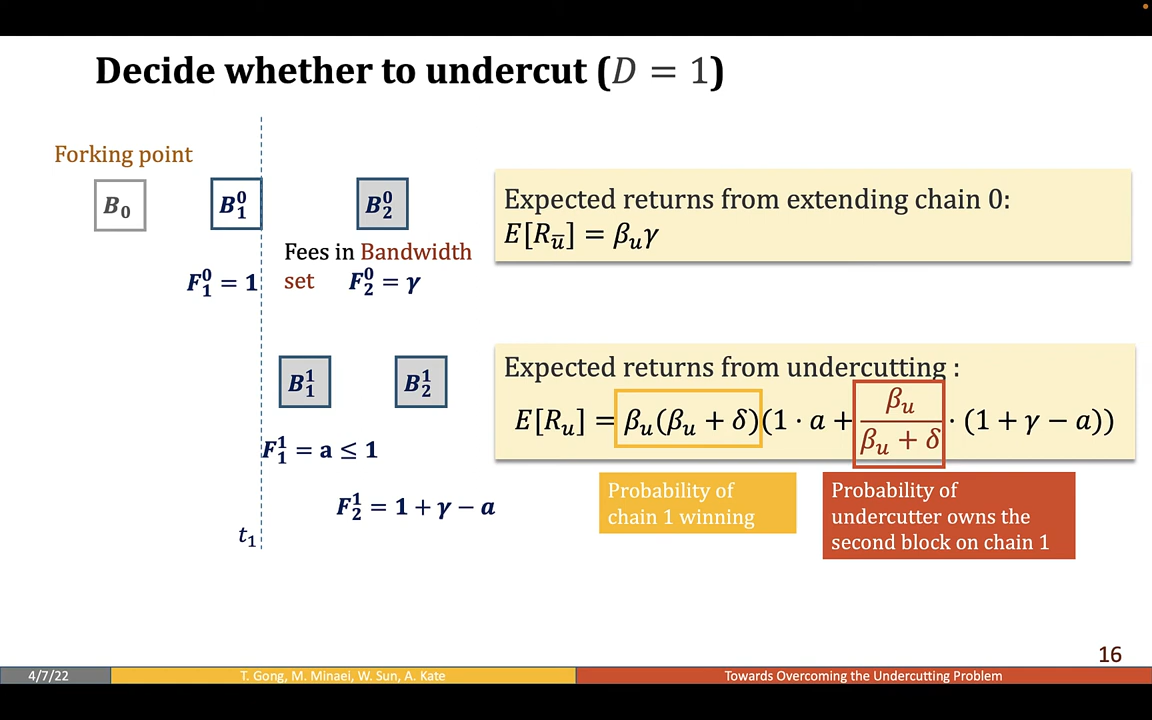 Decide whether to undercut (D = 1)
Forking point
B₀
B₁⁰
B₂⁰
Fees in Bandwidth
set
F₁⁰ = 1
F₂⁰ = γ
Expected returns from extending chain 0:
E[R_u̅] = β_u γ
B₁¹
B₂¹
F₁¹ = a ≤ 1
F₂¹ = 1 + γ − a
t₁
Expected returns from undercutting :
E[R_u] = β_u(β_u + δ)(1 · a + β_u / (β_u + δ) · (1 + γ − a))
Probability of
chain 1 winning
Probability of
undercutter owns the
second block on chain 1
16
4/7/22
T. Gong, M. Minaei, W. Sun, A. Kate
Towards Overcoming the Undercutting Problem